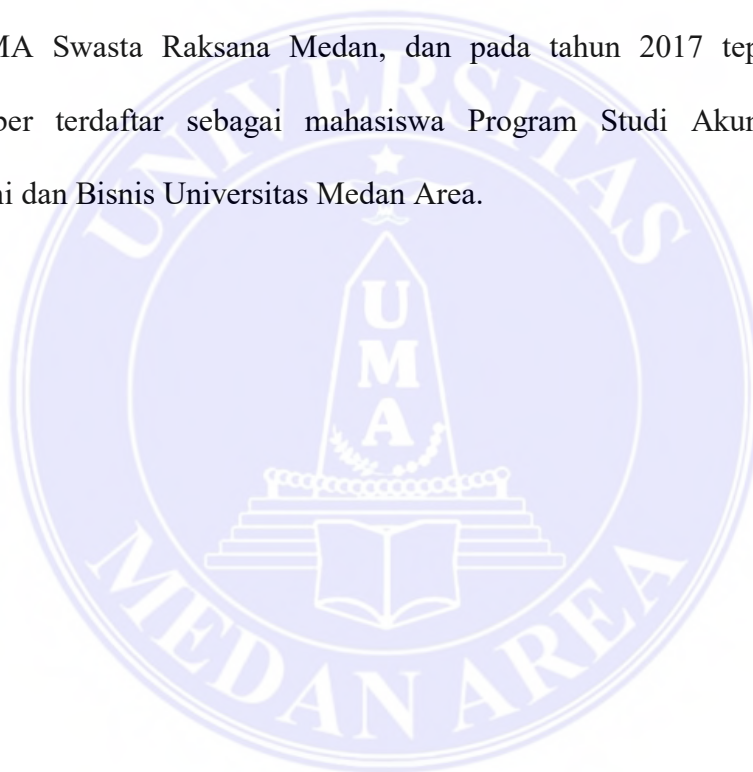 MA Swasta Raksana Medan, dan pada tahun 2017 tep
ber terdaftar sebagai mahasiswa Program Studi Akun
ni dan Bisnis Universitas Medan Area.
UNIVERSITAS
UMA
MEDAN AREA